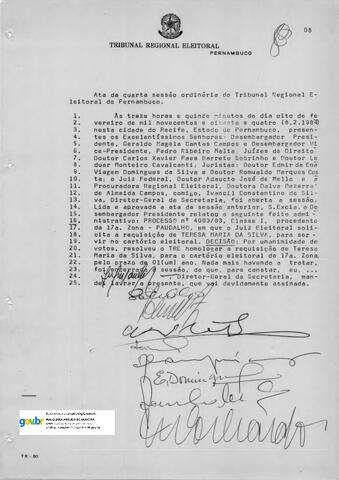 08
TRIBUNAL REGIONAL ELEITORAL
PERNAMBUCO
Ata da quarta sessão ordinária do Tribunal Regional E-
leitoral de Pernambuco.
1. Às treze horas e quinze minutos do dia oito de fe
2. vereiro de mil novecentos e oitenta e quatro (8.2.1984)
3. nesta cidade do Recife, Estado de Pernambuco, presen-
4. tes os Excelentíssimos Senhores: Desembargador Presi-
5. dente, Geraldo Magela Dantas Campos e Desembargador Vi
6. ce-Presidente, Pedro Ribeiro Malta; Juízes de Direito
7. Doutor Carlos Xavier Paes Barreto Sobrinho e Doutor
8. duar Monteiro Cavalcanti; Juristas: Doutor Edmir de
9. Viagem Domingues da Silva e Doutor Romualdo Marques Cos
10. ta; o Juiz Federal, Doutor Adaucto José de Mello e a
11. Procuradora Regional Eleitoral, Doutora Dalva Bezerra
12. de Almeida Campos, comigo, Ivancil Constantino da Sil-
13. va, Diretor-Geral da Secretaria, foi aberta a sessão.
14. Lida e aprovada a ata da sessão anterior, S.Excia. o De
15. sembargador Presidente relatou o seguinte feito admi-
16. nistrativo: PROCESSO nº 4003/83, Classe I, procedente
17. da 17a. Zona - PAUDALHO, em que o Juiz Eleitoral soli-
18. cita a requisição de TERESA MARIA DA SILVA, para ser-
19. vir no cartório eleitoral. DECISÃO: Por unanimidade de
20. votos, resolveu o TRE homologar a requisição de Teresa
21. Maria da Silva, para o cartório eleitoral da 17a. Zona
22. pelo prazo de 01(um) ano. Nada mais havendo a tratar,
23. foi encerrada a sessão, do que, para constar, eu, ...
24. Diretor-Geral da Secretaria, man-
25. dei lavrar a presente, que vai devidamente assinada.
E. Domingues
gov.br
TR-00